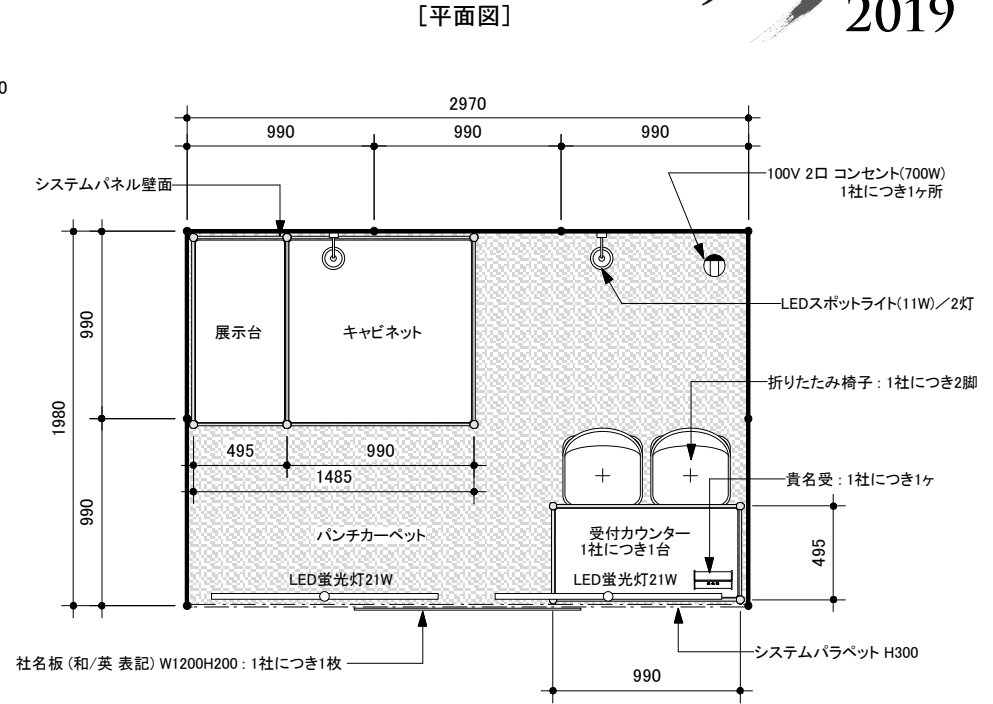 [平面図]
2019
0
2970
990
990
990
システムパネル壁面
100V 2口 コンセント(700W)
1社につき1ヶ所
LEDスポットライト(11W)／2灯
990
展示台
キャビネット
折りたたみ椅子 : 1社につき2脚
1980
495
990
1485
貴名受 : 1社につき1ヶ
990
パンチカーペット
受付カウンター
1社につき1台
495
LED蛍光灯21W
LED蛍光灯21W
社名板 (和/英 表記) W1200H200 : 1社につき1枚
システムパラペット H300
990